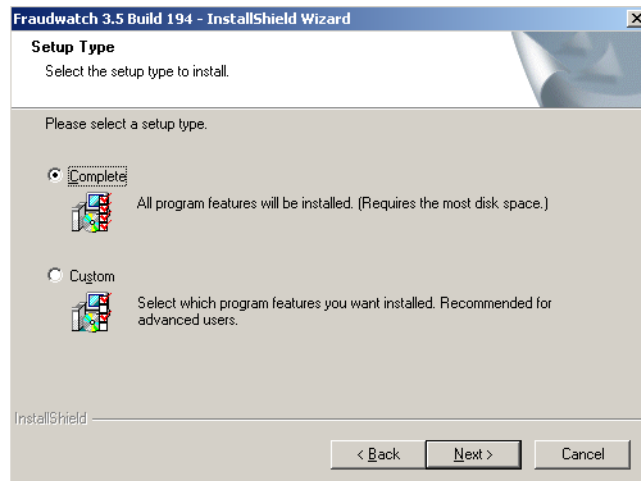 Fraudwatch 3.5 Build 194 - InstallShield Wizard
Setup Type
Select the setup type to install.
Please select a setup type.
Complete
All program features will be installed. (Requires the most disk space.)
Custom
Select which program features you want installed. Recommended for
advanced users.
InstallShield
< Back Next > Cancel